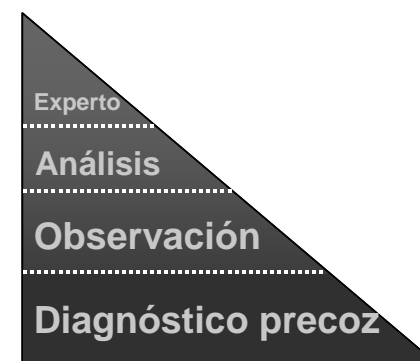 Experto
Análisis
Observación
Diagnóstico precoz